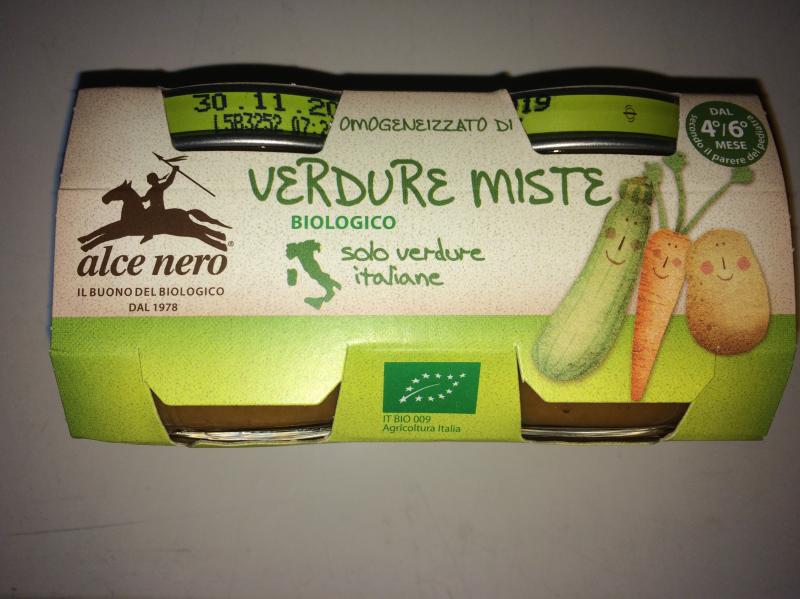 30.11.20
L5B3252 07:2
19
OMOGENEIZZATO DI
VERDURE MISTE
BIOLOGICO
solo verdure
italiane
DAL
4°/6°
MESE
secondo il parere del pediatra
alce nero®
IL BUONO DEL BIOLOGICO
DAL 1978
IT BIO 009
Agricoltura Italia